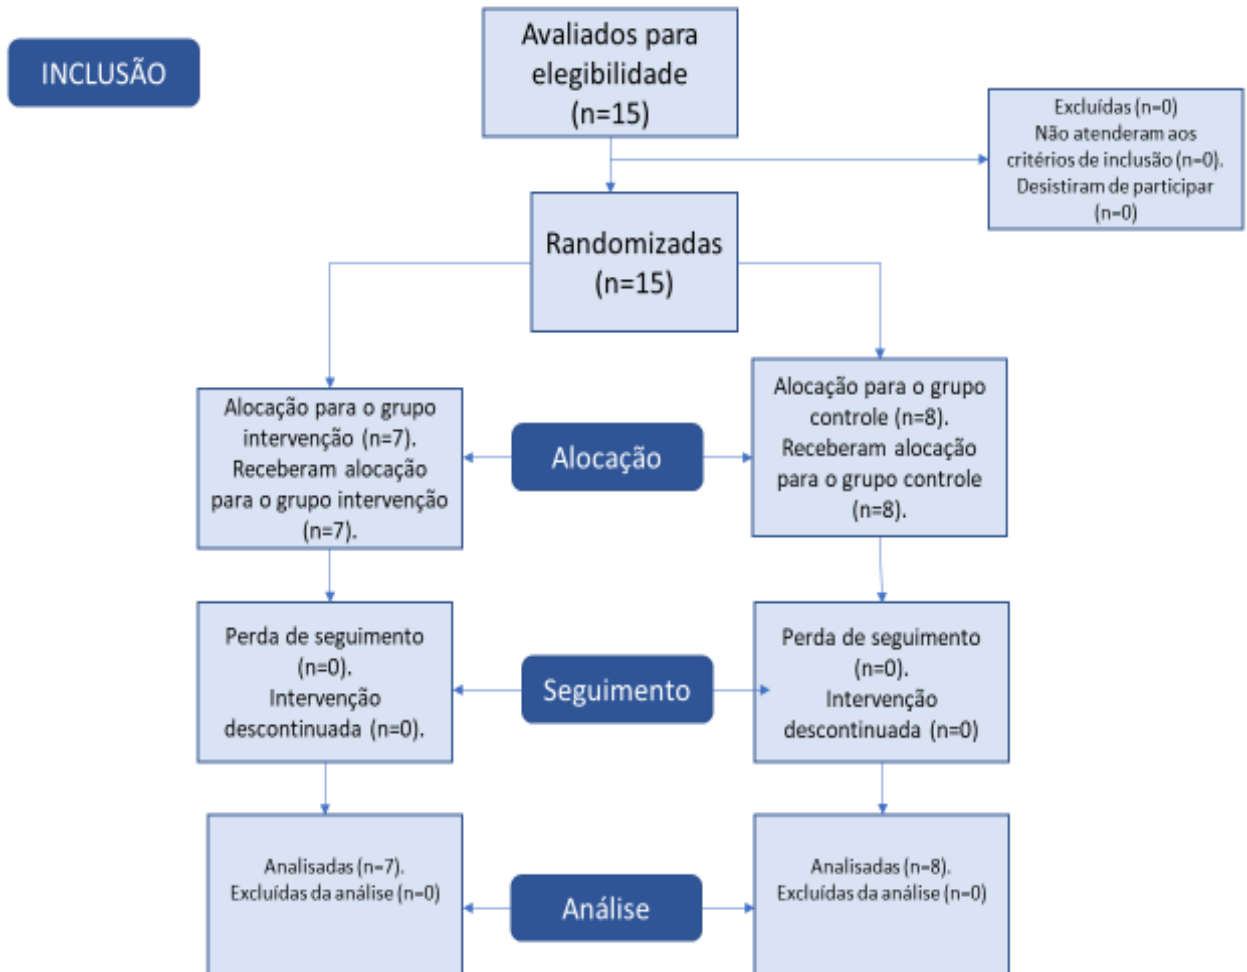 INCLUSÃO
Avaliados para
elegibilidade
(n=15)
Excluídas (n=0)
Não atenderam aos
critérios de inclusão (n=0).
Desistiram de participar
(n=0)
Randomizadas
(n=15)
Alocação para o grupo
intervenção (n=7).
Receberam alocação
para o grupo intervenção
(n=7).
Alocação
Alocação para o grupo
controle (n=8).
Receberam alocação
para o grupo controle
(n=8).
Perda de seguimento
(n=0).
Intervenção
descontinuada (n=0).
Seguimento
Perda de seguimento
(n=0).
Intervenção
descontinuada (n=0)
Analisadas (n=7).
Excluídas da análise (n=0)
Análise
Analisadas (n=8).
Excluídas da análise (n=0)